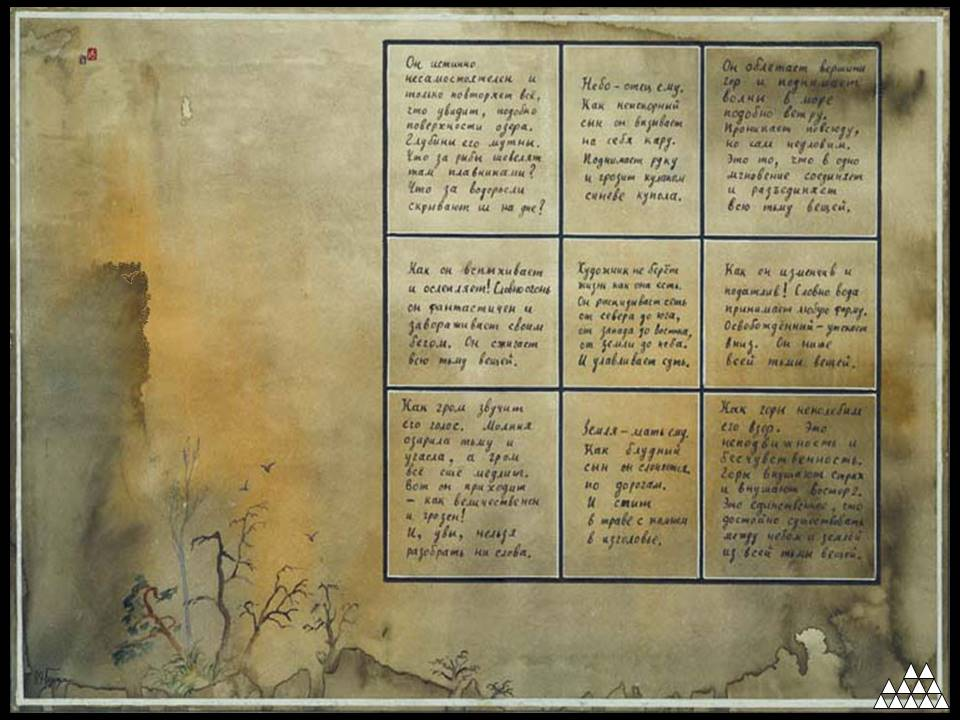 Он истинно
несамостоятелен и
только повторяет всё,
что увидит, подобно
поверхности озера.
Глубины его мутны.
Что за рыбы шевелят
там плавниками?
Что за водоросли
скрывают ил на дне?
Небо – отец ему.
Как непокорный
сын он вызывает
на себя кару.
Поднимает руку
и грозит кулаком
синеве купола.
Он облетает вершины
гор и поднимает
волны в море
подобно ветру.
Проникает повсюду,
но сам неуловим.
Это то, что в одно
мгновение соединяет
и разъединяет
всю тьму вещей.
Как он вспыхивает
и ослепляет! Словно огонь
он фантастичен и
завораживает своим
бегом. Он сжигает
всю тьму вещей.
Художник не берёт
жизнь как она есть.
Он раскидывает сеть
от севера до юга,
от запада до востока,
от земли до неба.
И улавливает суть.
Как он изменчив и
податлив! Словно вода
принимает любую форму.
Освобождённый – утекает
вниз. Он ниже
всей тьмы вещей.
Как гром звучит
его голос. Молния
озарила тьму и
угасла, а гром
всё ещё медлит.
Вот он приходит
– как величественен
и грозен!
И, увы, нельзя
разобрать ни слова.
Земля – мать ему.
Как блудный
сын он слоняется
по дорогам.
И спит
в траве с камнем
в изголовье.
Как горы неколебим
его взор. Это
неподвижность и
бесчувственность.
Горы внушают страх
и внушают восторг.
Это единственное, что
достойно существовать
между небом и землёй
из всей тьмы вещей.